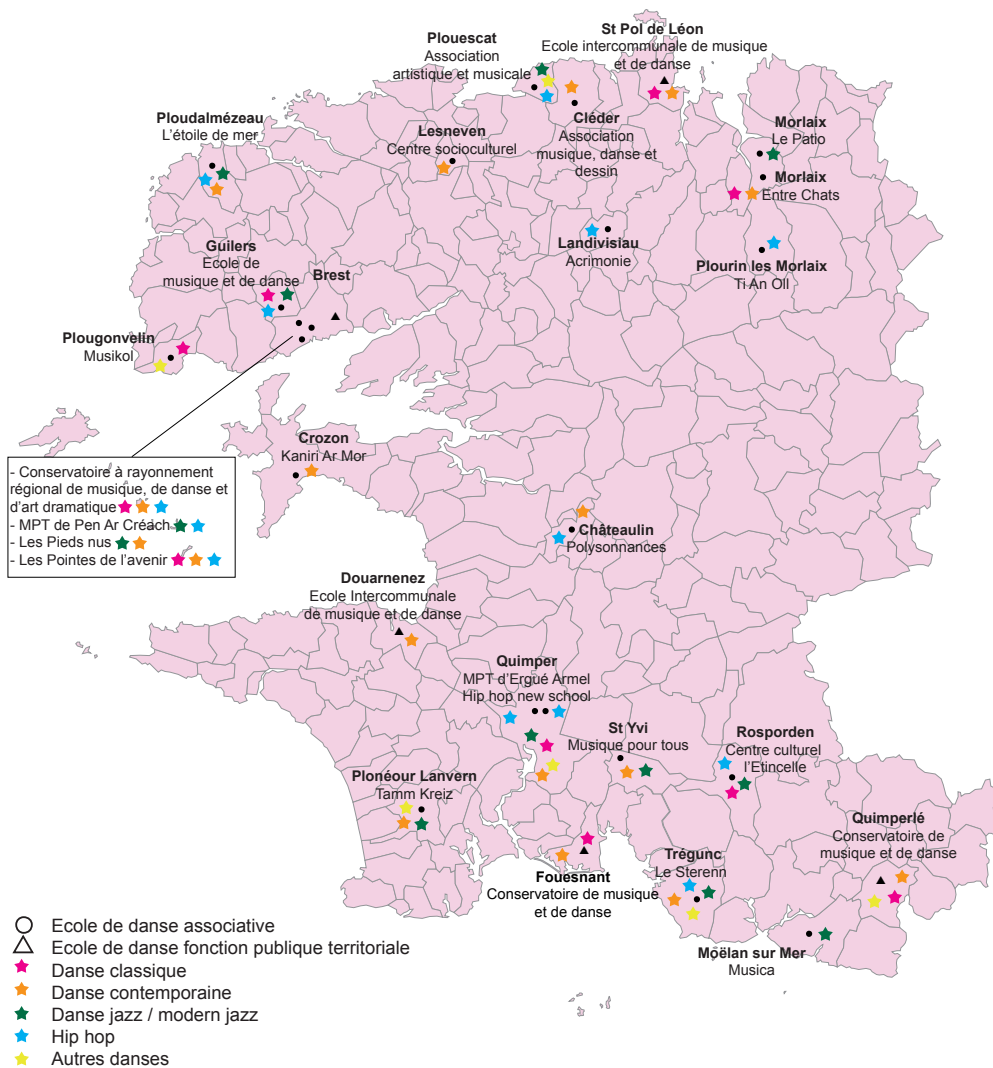 St Pol de Léon
Ecole intercommunale de musique
et de danse
Plouescat
Association
artistique et musicale
Cléder
Association
musique, danse et
dessin
Morlaix
Le Patio
Morlaix
Entre Chats
Ploudalmézeau
L'étoile de mer
Lesneven
Centre socioculturel
Landivisiau
Acrimonie
Plourin les Morlaix
Ti An Oll
Guilers
Ecole de
musique et de danse
Brest
Plougonvelin
Musikol
Crozon
Kaniri Ar Mor
- Conservatoire à rayonnement
régional de musique, de danse et
d'art dramatique
- MPT de Pen Ar Créach
- Les Pieds nus
- Les Pointes de l'avenir
Châteaulin
Polysonnances
Douarnenez
Ecole Intercommunale
de musique et de danse
Quimper
MPT d'Ergué Armel
Hip hop new school
St Yvi
Musique pour tous
Rosporden
Centre culturel
l'Etincelle
Plonéour Lanvern
Tamm Kreiz
Quimperlé
Conservatoire de
musique et de danse
Fouesnant
Conservatoire de musique
et de danse
Trégunc
Le Sterenn
Moëlan sur Mer
Musica
Ecole de danse associative
Ecole de danse fonction publique territoriale
Danse classique
Danse contemporaine
Danse jazz / modern jazz
Hip hop
Autres danses